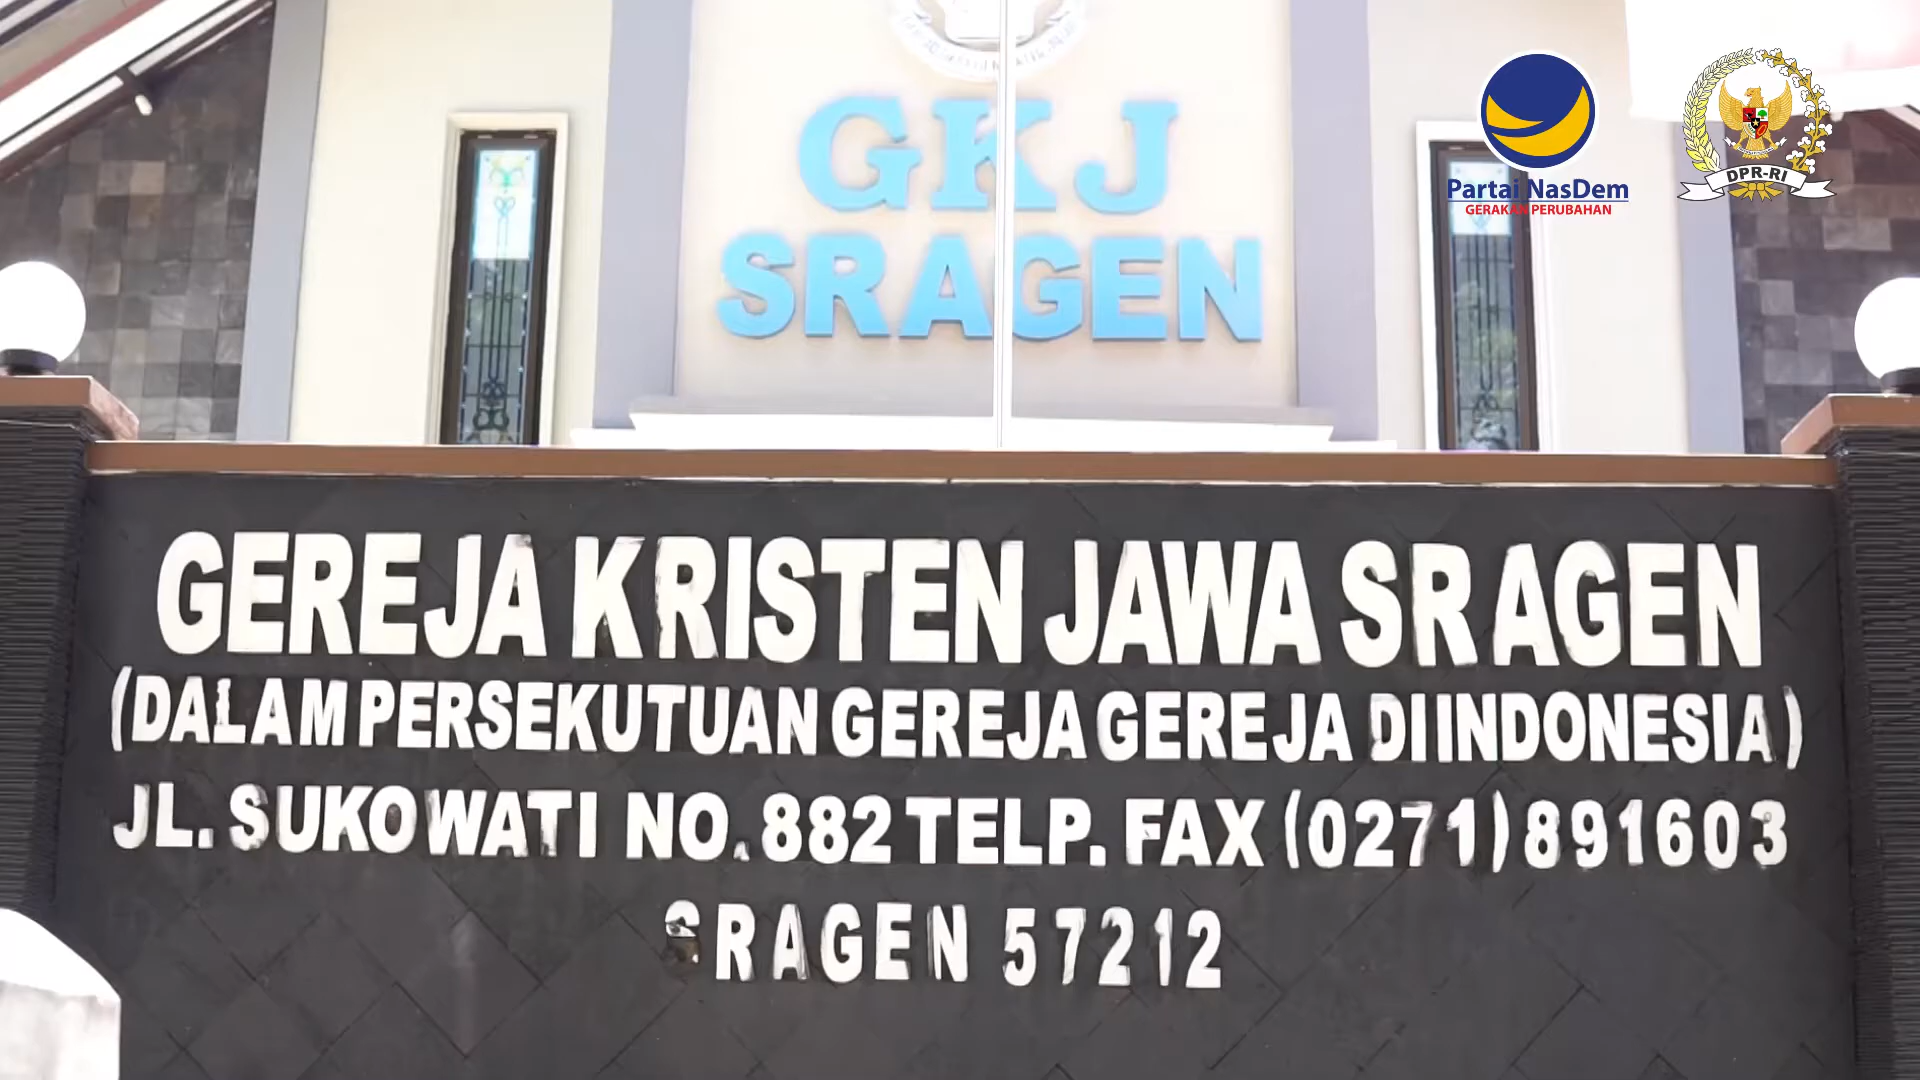 GKJ
SRAGEN
Partai NasDem
GERAKAN PERUBAHAN
DPR-RI
GEREJA KRISTEN JAWA SRAGEN
(DALAM PERSEKUTUAN GEREJA GEREJA DI INDONESIA)
JL. SUKOWATI NO. 882 TELP. FAX (0271) 891603
SRAGEN 57212